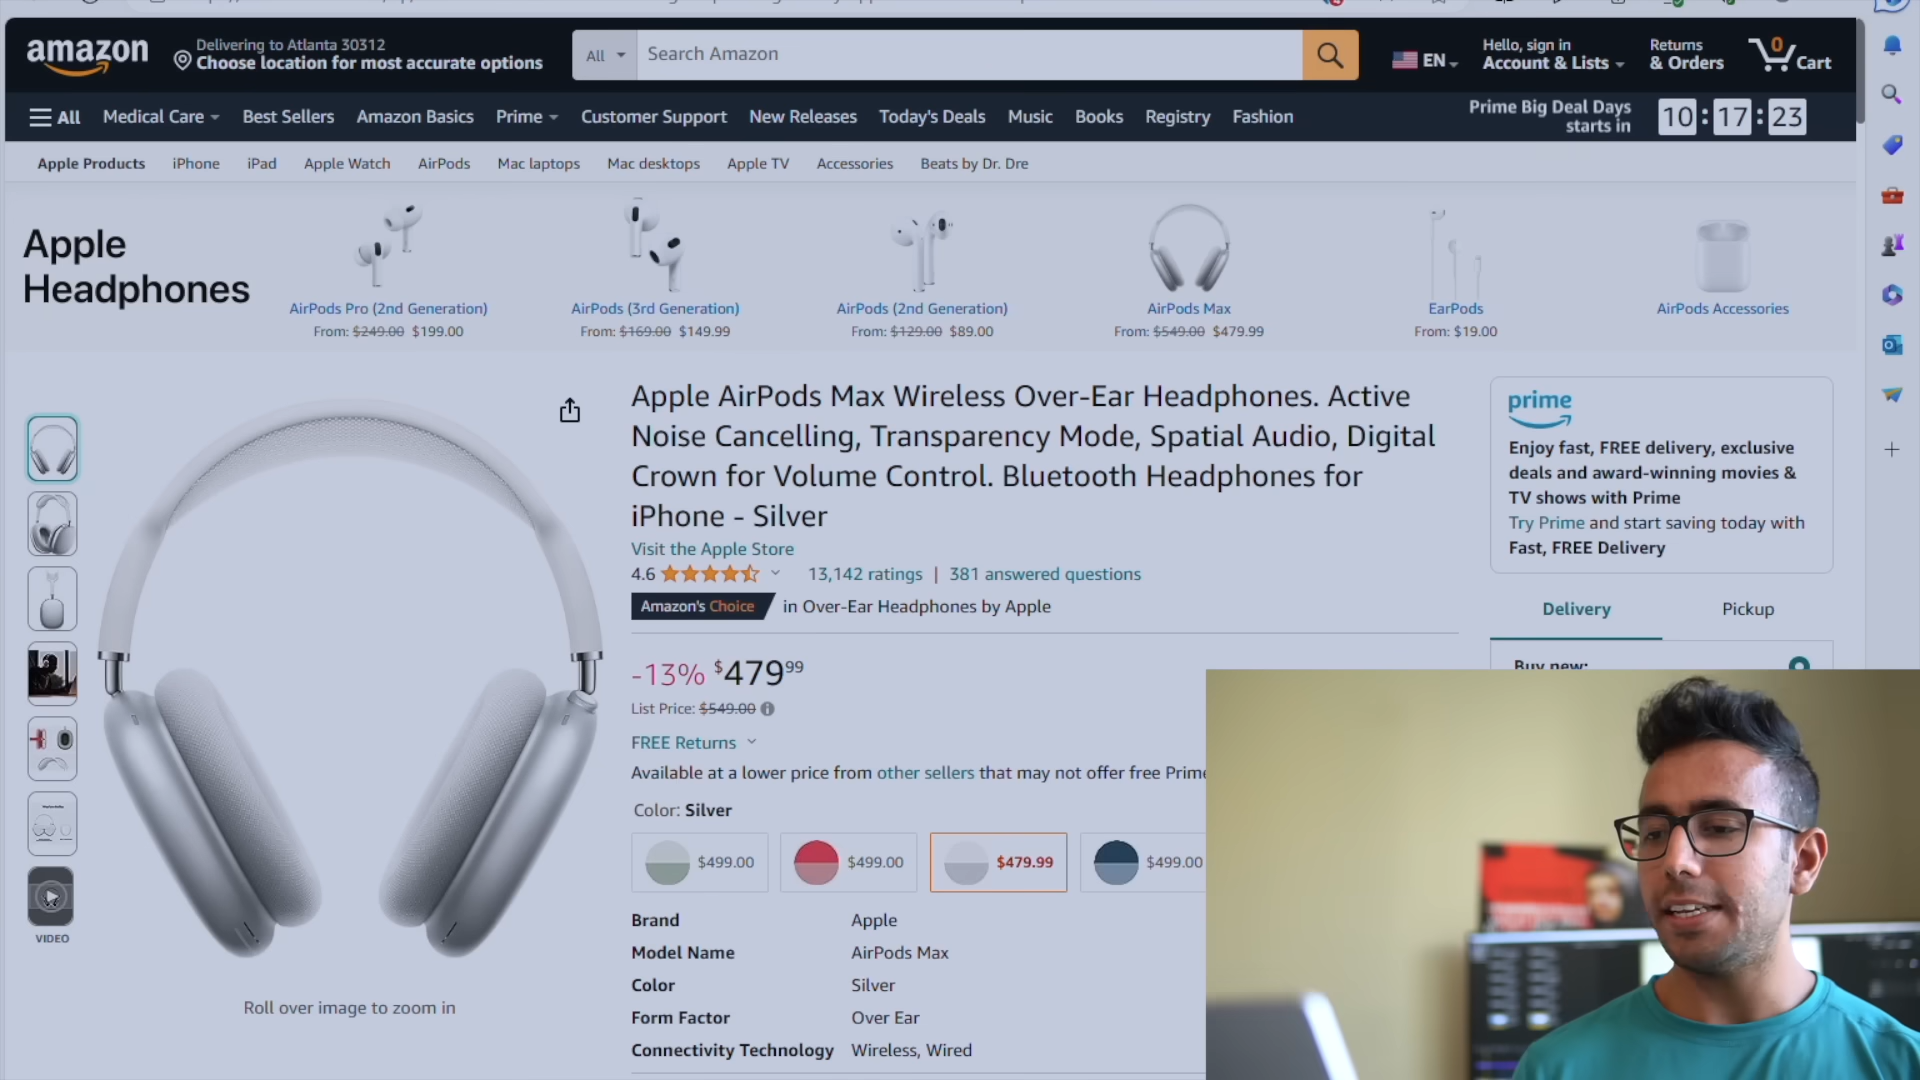 amazon
Delivering to Atlanta 30312
Choose location for most accurate options
All
Search Amazon
EN
Hello, sign in
Account & Lists
Returns
& Orders
0
Cart
All
Medical Care
Best Sellers
Amazon Basics
Prime
Customer Support
New Releases
Today's Deals
Music
Books
Registry
Fashion
Prime Big Deal Days
starts in
10 : 17 : 23
Apple Products
iPhone
iPad
Apple Watch
AirPods
Mac laptops
Mac desktops
Apple TV
Accessories
Beats by Dr. Dre
Apple
Headphones
AirPods Pro (2nd Generation)
From: $249.00 $199.00
AirPods (3rd Generation)
From: $169.00 $149.99
AirPods (2nd Generation)
From: $129.00 $89.00
AirPods Max
From: $549.00 $479.99
EarPods
From: $19.00
AirPods Accessories
Apple AirPods Max Wireless Over-Ear Headphones. Active
Noise Cancelling, Transparency Mode, Spatial Audio, Digital
Crown for Volume Control. Bluetooth Headphones for
iPhone - Silver
Visit the Apple Store
4.6
13,142 ratings | 381 answered questions
Amazon's Choice in Over-Ear Headphones by Apple
-13% $479 99
List Price: $549.00
FREE Returns
Available at a lower price from other sellers that may not offer free Prime
Color: Silver
$499.00
$499.00
$479.99
$499.00
Brand Apple
Model Name AirPods Max
Color Silver
Form Factor Over Ear
Connectivity Technology Wireless, Wired
VIDEO
Roll over image to zoom in
prime
Enjoy fast, FREE delivery, exclusive
deals and award-winning movies &
TV shows with Prime
Try Prime and start saving today with
Fast, FREE Delivery
Delivery
Pickup
Buy new: